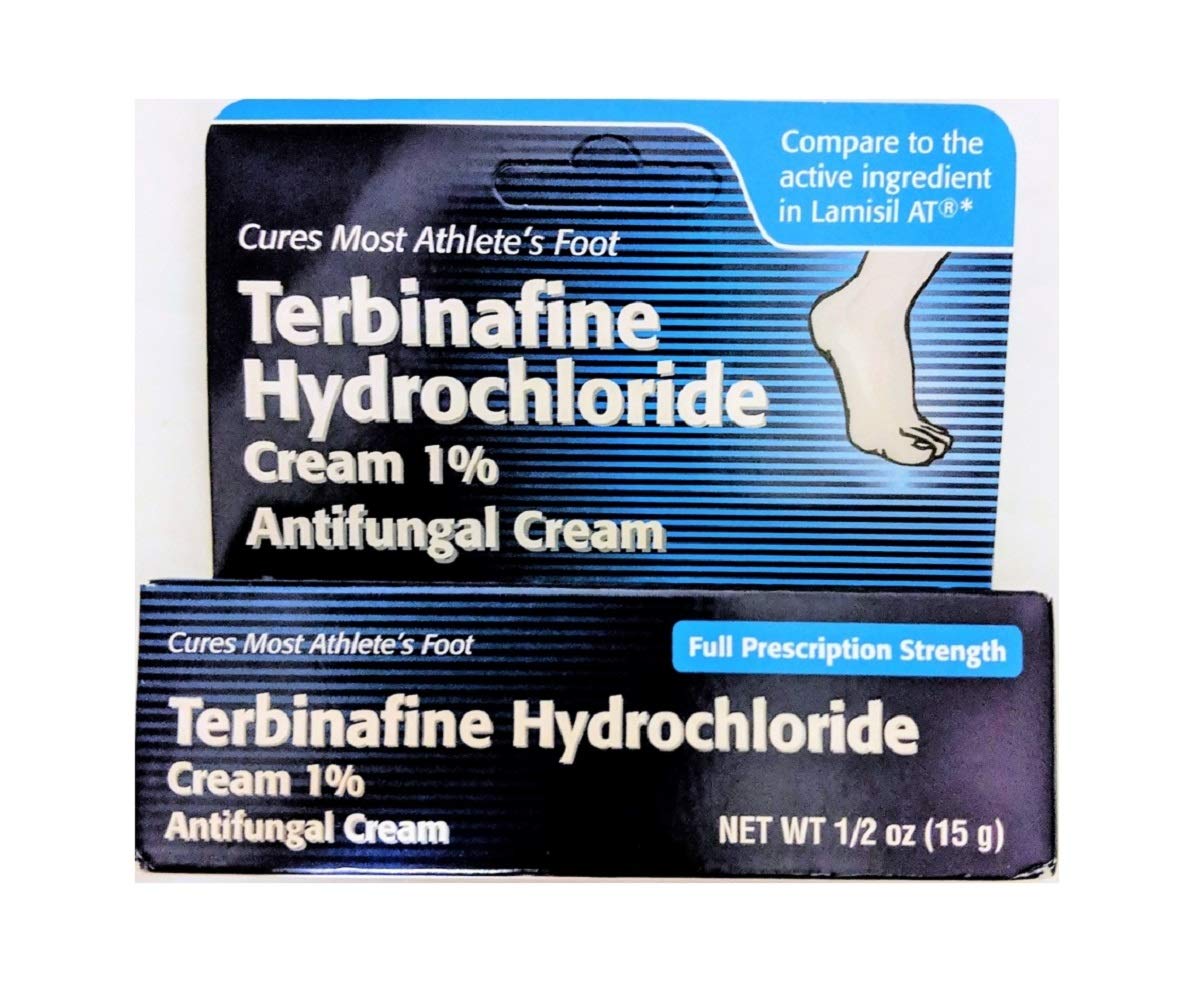 Compare to the
active ingredient
in Lamisil AT®*
Cures Most Athlete's Foot
Terbinafine
Hydrochloride
Cream 1%
Antifungal Cream
Cures Most Athlete's Foot
Full Prescription Strength
Terbinafine Hydrochloride
Cream 1%
Antifungal Cream
NET WT 1/2 oz (15 g)